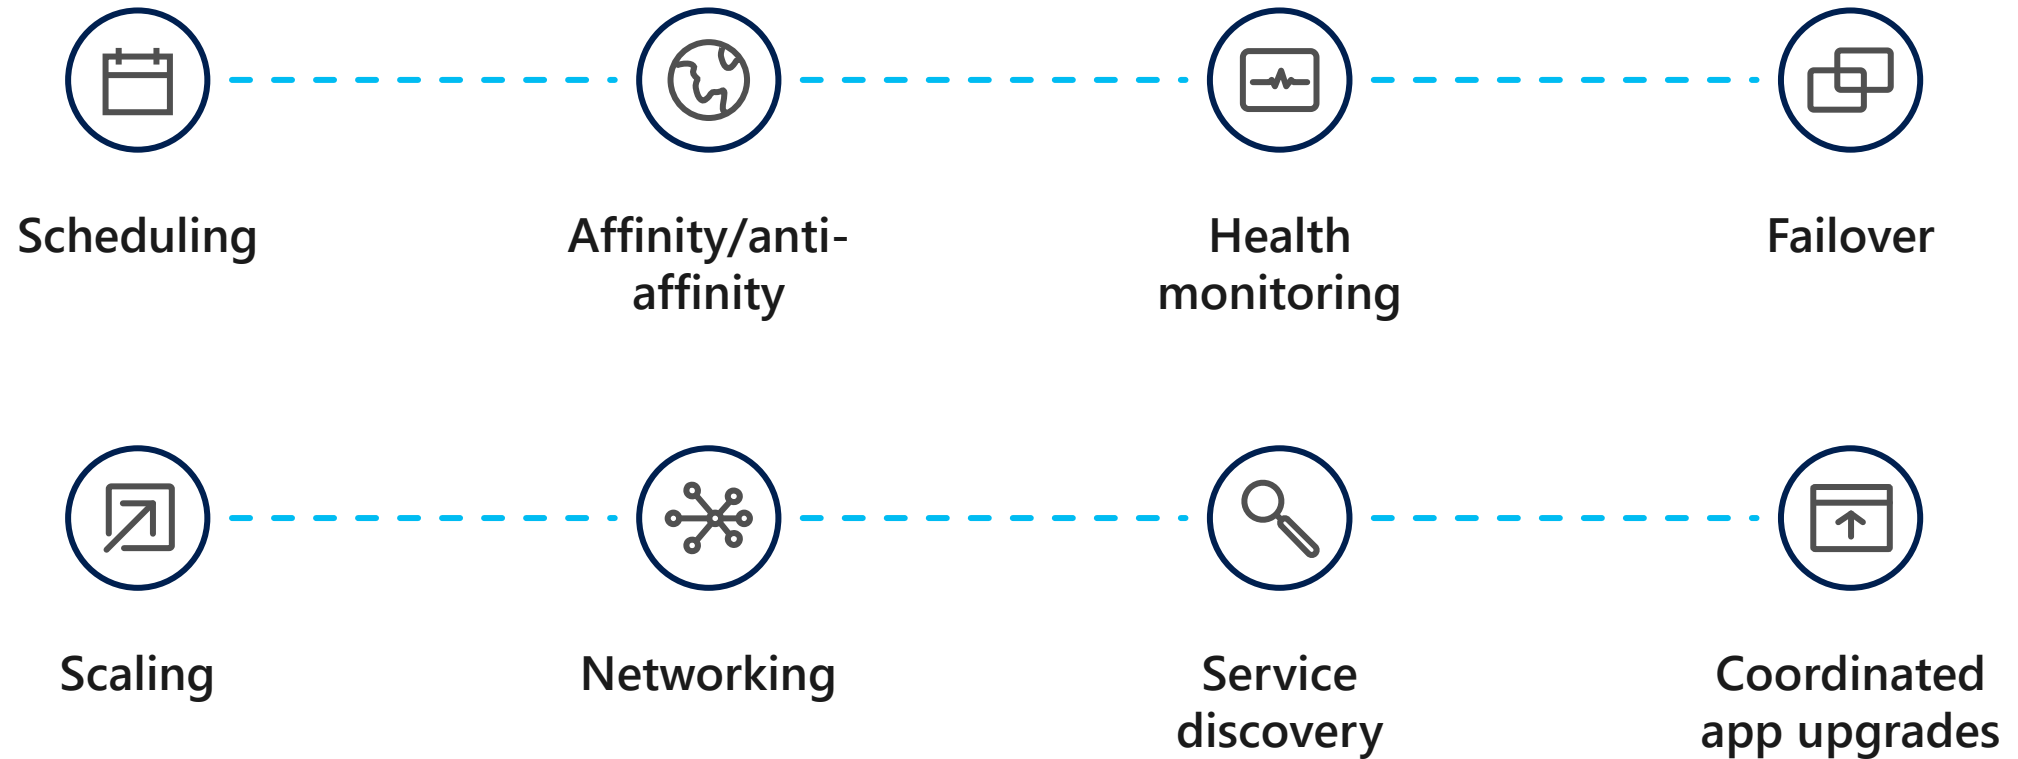 Scheduling
Affinity/anti-
affinity
Health
monitoring
Failover
Scaling
Networking
Service
discovery
Coordinated
app upgrades